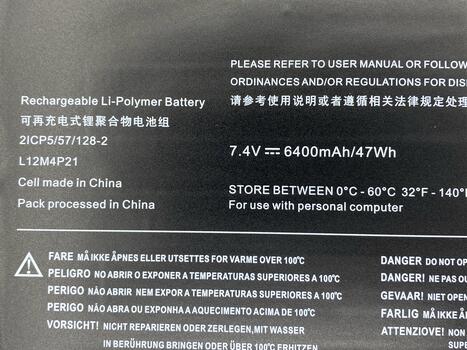 PLEASE REFER TO USER MANUAL OR FOLLOW
ORDINANCES AND/OR REGULATIONS FOR DIS
请参考使用说明或者遵循相关法律规定处理
Rechargeable Li-Polymer Battery
可再充电式锂聚合物电池组
2ICP5/57/128-2
L12M4P21
Cell made in China
Pack processed in China
7.4V ⎓ 6400mAh/47Wh
STORE BETWEEN 0°C - 60°C 32°F - 140°
For use with personal computer
FARE MÅ IKKE ÅPNES ELLER UTSETTES FOR VARME OVER 100°C
PELIGRO NO ABRIR O EXPONER A TEMPERATURAS SUPERIORES A 100°C
PERIGO NÃO ABRIR NEM EXPOR A TEMPERATURAS SUPERIORES A 100°C
PERIGO NÃO ABRA OU EXPONHA A AQUECIMENTO ACIMA DE 100°C
VORSICHT! NICHT REPARIEREN ODER ZERLEGEN, MIT WASSER
IN BERÜHRUNG BRINGEN ODER ÜBER 100°C ERHITZEN
DANGER DO NOT OP
DANGER! NE PAS OU
GEVAAR! NIET OPEN
FARLIG MÅ IKKE
ATTENZIOVE! NON